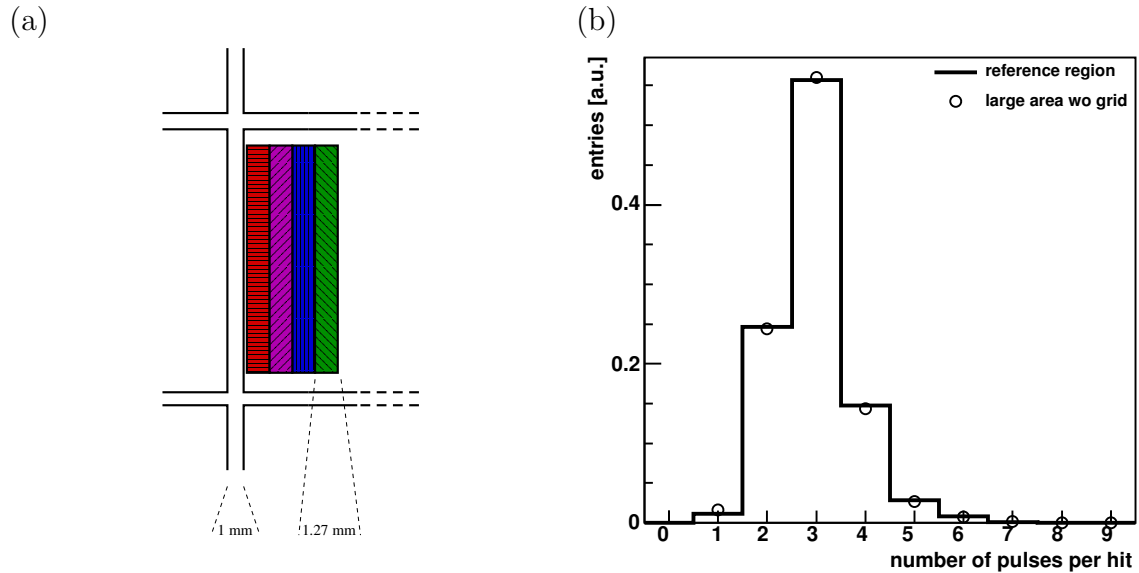 (a)
1 mm
1.27 mm
(b)
entries [a.u.]
reference region
large area wo grid
0.4
0.2
0
0 1 2 3 4 5 6 7 8 9
number of pulses per hit